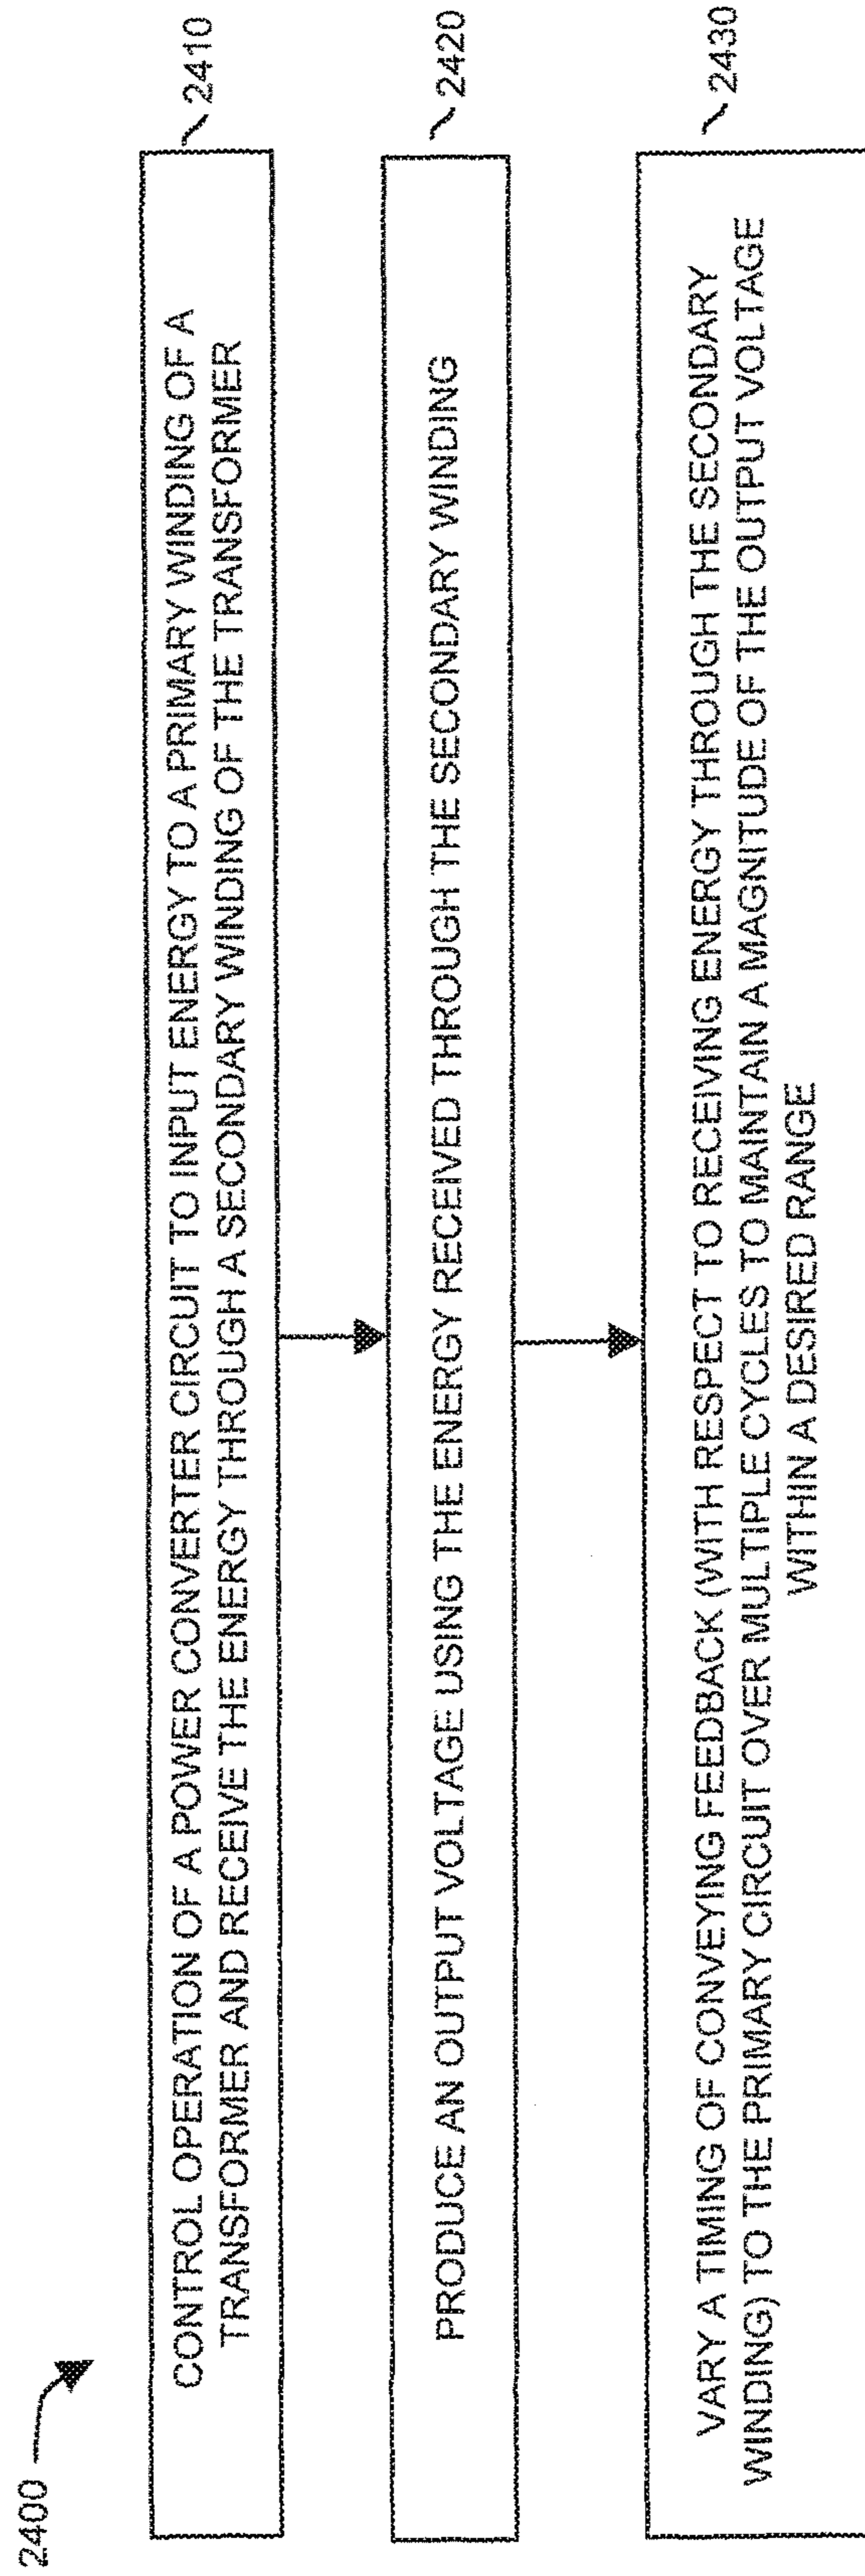 2400
CONTROL OPERATION OF A POWER CONVERTER CIRCUIT TO INPUT ENERGY TO A PRIMARY WINDING OF A
TRANSFORMER AND RECEIVE THE ENERGY THROUGH A SECONDARY WINDING OF THE TRANSFORMER
2410
PRODUCE AN OUTPUT VOLTAGE USING THE ENERGY RECEIVED THROUGH THE SECONDARY WINDING
2420
VARY A TIMING OF CONVEYING FEEDBACK (WITH RESPECT TO RECEIVING ENERGY THROUGH THE SECONDARY
WINDING) TO THE PRIMARY CIRCUIT OVER MULTIPLE CYCLES TO MAINTAIN A MAGNITUDE OF THE OUTPUT VOLTAGE
WITHIN A DESIRED RANGE
2430